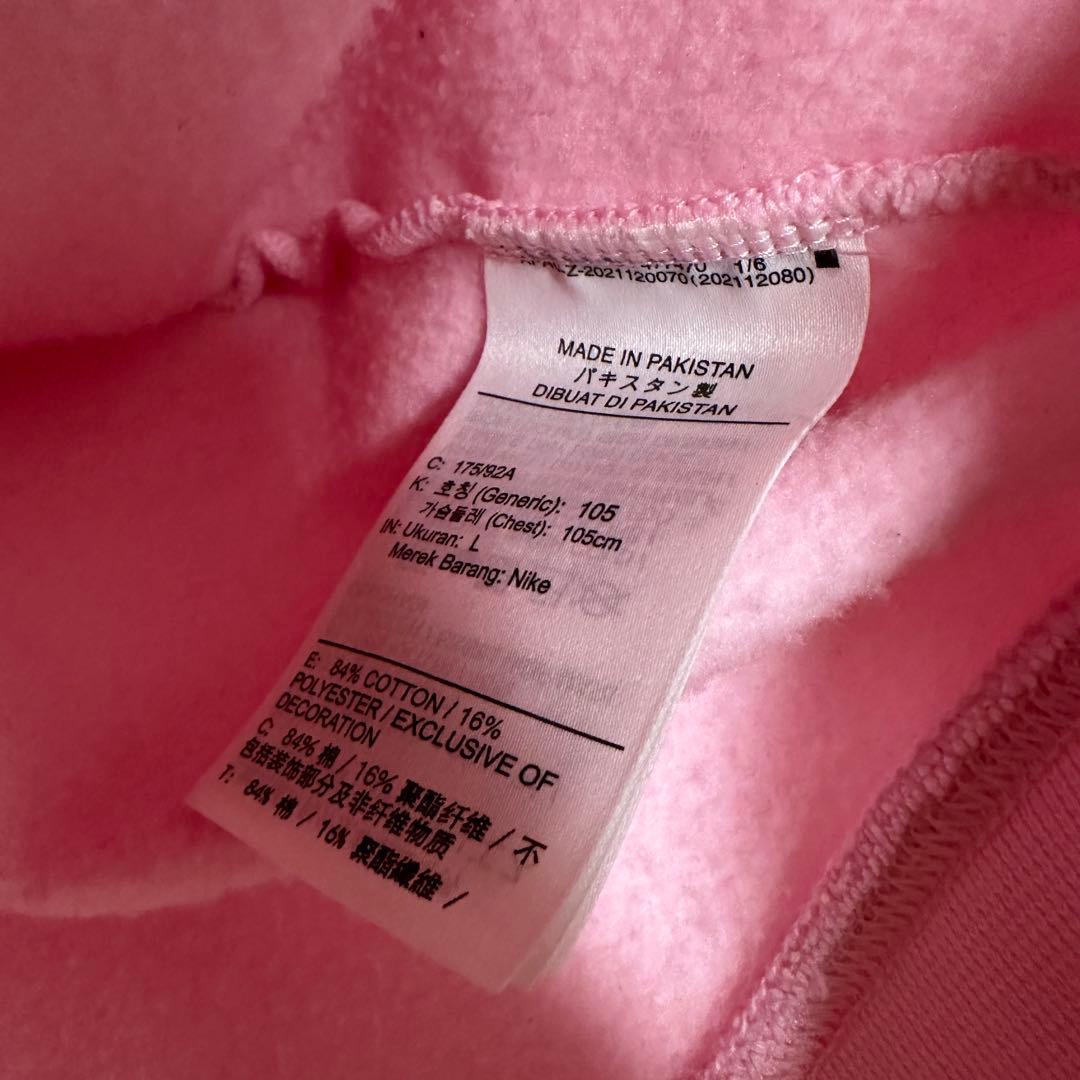 1/6
Z-2021120070(202112080)
MADE IN PAKISTAN
パキスタン製
DIBUAT DI PAKISTAN
C: 175/92A
K: 호칭 (Generic): 105
가슴둘레 (Chest): 105cm
IN: Ukuran: L
Merek Barang: Nike
E: 84% COTTON / 16%
POLYESTER / EXCLUSIVE OF
DECORATION
C: 84% 棉 / 16% 聚酯纤维 / 不
包括装饰部分及非纤维物质
T: 84% 棉 / 16% 聚酯纖維 /